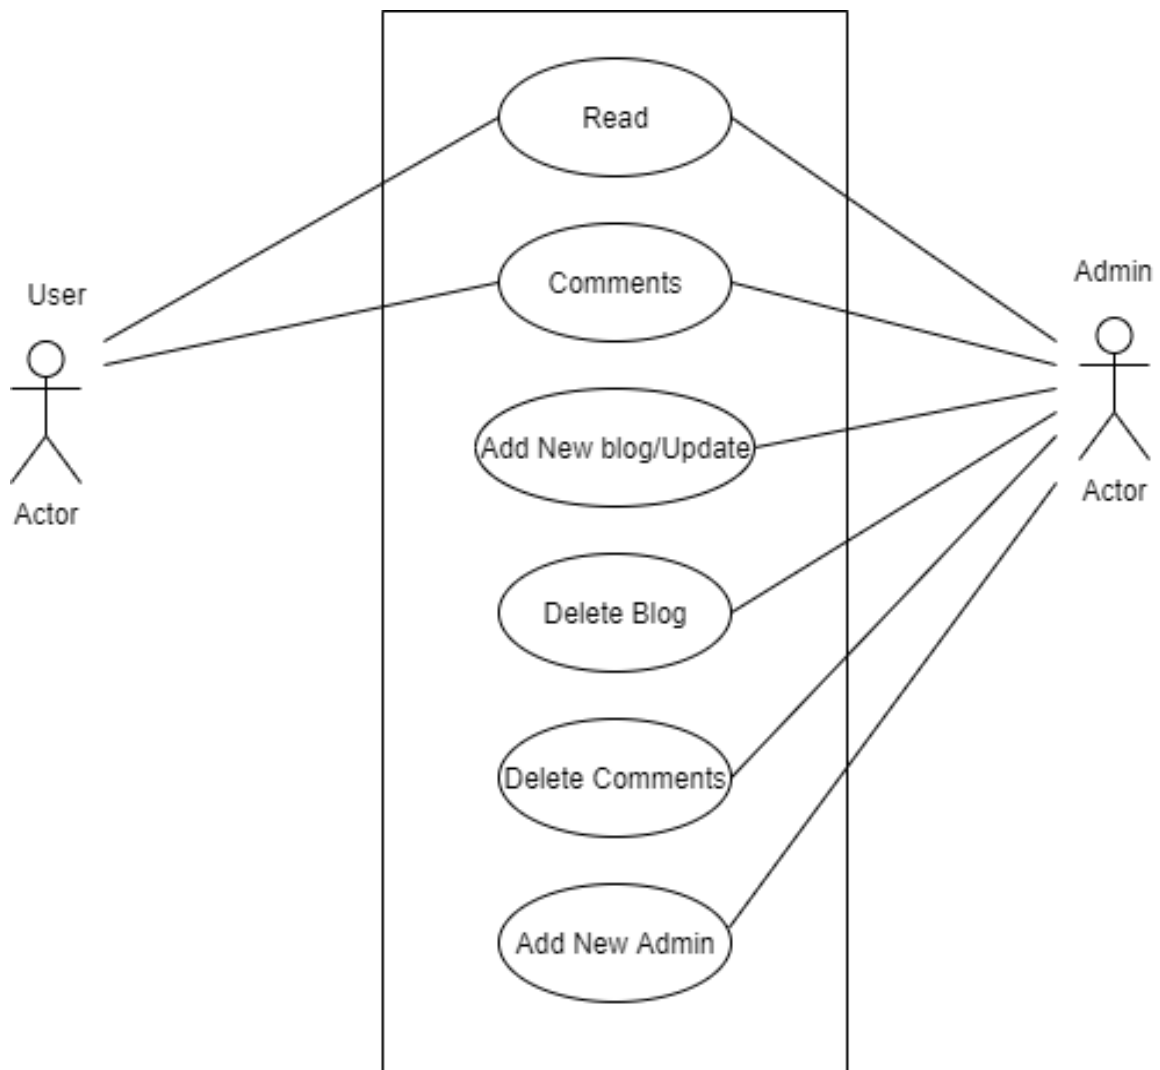 Read
Comments
User
Admin
Add New blog/Update
Actor
Actor
Delete Blog
Delete Comments
Add New Admin